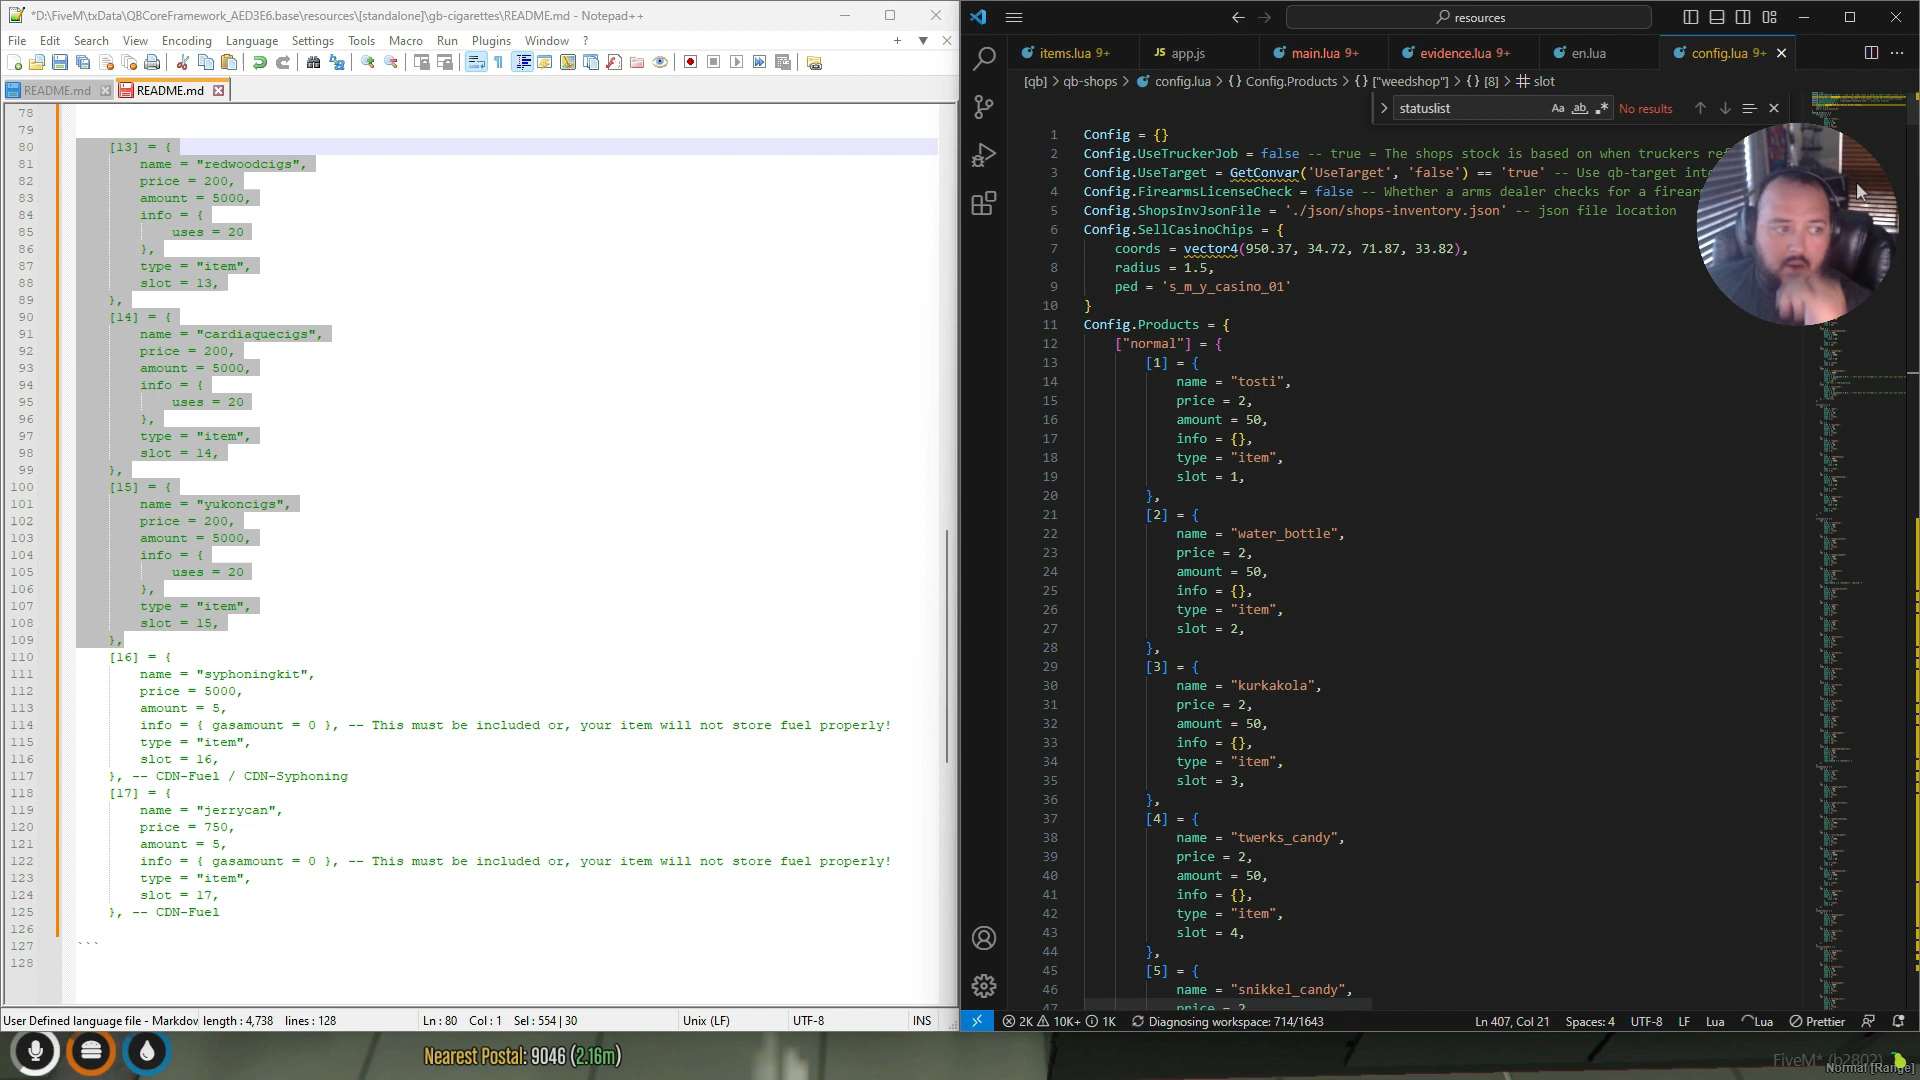 *D:\FiveM\txData\QBCoreFramework_AED3E6.base\resources\[standalone]\gb-cigarettes\README.md - Notepad++
File Edit Search View Encoding Language Settings Tools Macro Run Plugins Window ?
README.md README.md
78
79
80 [13] = {
81 name = "redwoodcigs",
82 price = 200,
83 amount = 5000,
84 info = {
85 uses = 20
86 },
87 type = "item",
88 slot = 13,
89 },
90 [14] = {
91 name = "cardiaquecigs",
92 price = 200,
93 amount = 5000,
94 info = {
95 uses = 20
96 },
97 type = "item",
98 slot = 14,
99 },
100 [15] = {
101 name = "yukoncigs",
102 price = 200,
103 amount = 5000,
104 info = {
105 uses = 20
106 },
107 type = "item",
108 slot = 15,
109 },
110 [16] = {
111 name = "syphoningkit",
112 price = 5000,
113 amount = 5,
114 info = { gasamount = 0 }, -- This must be included or, your item will not store fuel properly!
115 type = "item",
116 slot = 16,
117 }, -- CDN-Fuel / CDN-Syphoning
118 [17] = {
119 name = "jerrycan",
120 price = 750,
121 amount = 5,
122 info = { gasamount = 0 }, -- This must be included or, your item will not store fuel properly!
123 type = "item",
124 slot = 17,
125 }, -- CDN-Fuel
126
127 ```
128
User Defined language file - Markdov length : 4,738 lines : 128 Ln : 80 Col : 1 Sel : 554 | 30 Unix (LF) UTF-8 INS
resources
items.lua 9+ JS app.js main.lua 9+ evidence.lua 9+ en.lua config.lua 9+
[qb] > qb-shops > config.lua > {} Config.Products > {} ["weedshop"] > {} [8] > slot
statuslist Aa ab No results
1 Config = {}
2 Config.UseTruckerJob = false -- true = The shops stock is based on when truckers
3 Config.UseTarget = GetConvar('UseTarget', 'false') == 'true' -- Use qb-target
4 Config.FirearmsLicenseCheck = false -- Whether a arms dealer checks for a
5 Config.ShopsInvJsonFile = './json/shops-inventory.json' -- json file location
6 Config.SellCasinoChips = {
7 coords = vector4(950.37, 34.72, 71.87, 33.82),
8 radius = 1.5,
9 ped = 's_m_y_casino_01'
10 }
11 Config.Products = {
12 ["normal"] = {
13 [1] = {
14 name = "tosti",
15 price = 2,
16 amount = 50,
17 info = {},
18 type = "item",
19 slot = 1,
20 },
21 [2] = {
22 name = "water_bottle",
23 price = 2,
24 amount = 50,
25 info = {},
26 type = "item",
27 slot = 2,
28 },
29 [3] = {
30 name = "kurkakola",
31 price = 2,
32 amount = 50,
33 info = {},
34 type = "item",
35 slot = 3,
36 },
37 [4] = {
38 name = "twerks_candy",
39 price = 2,
40 amount = 50,
41 info = {},
42 type = "item",
43 slot = 4,
44 },
45 [5] = {
46 name = "snikkel_candy",
47 price = 2
2K 10K+ 1K Diagnosing workspace: 714/1643 Ln 407, Col 21 Spaces: 4 UTF-8 LF Lua Lua Prettier
Nearest Postal: 9046 (2.16m)
FiveM* (b2802)
Normal [Range]